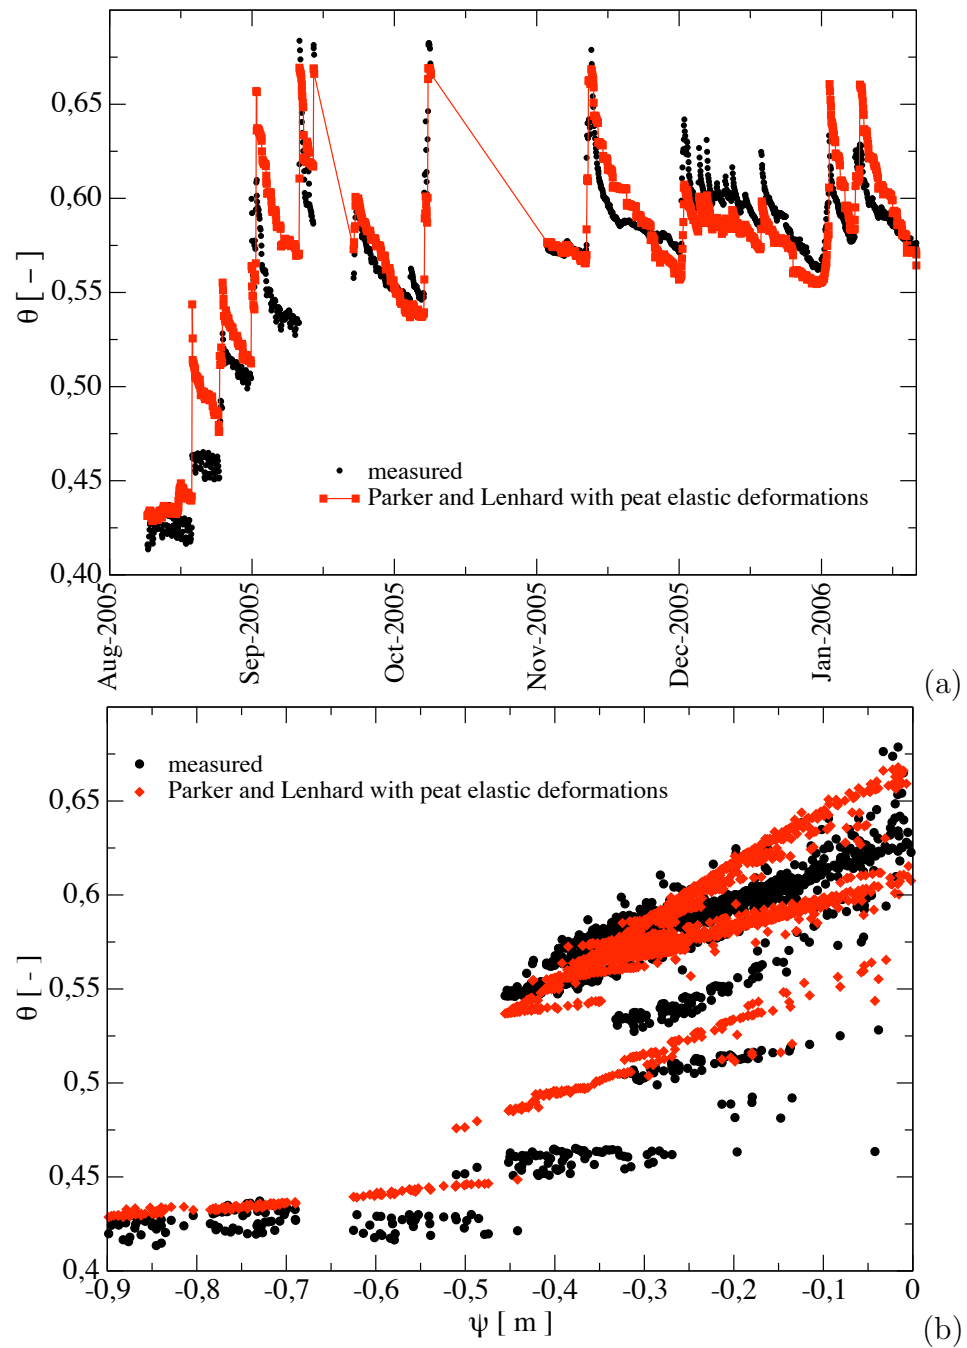 0,65
0,60
0,55
0,50
0,45
0,40
θ [ – ]
measured
Parker and Lenhard with peat elastic deformations
Aug-2005
Sep-2005
Oct-2005
Nov-2005
Dec-2005
Jan-2006
(a)
measured
Parker and Lenhard with peat elastic deformations
0,65
0,6
0,55
0,5
0,45
0,4
θ [ - ]
-0,9 -0,8 -0,7 -0,6 -0,5 -0,4 -0,3 -0,2 -0,1 0
ψ [ m ]
(b)